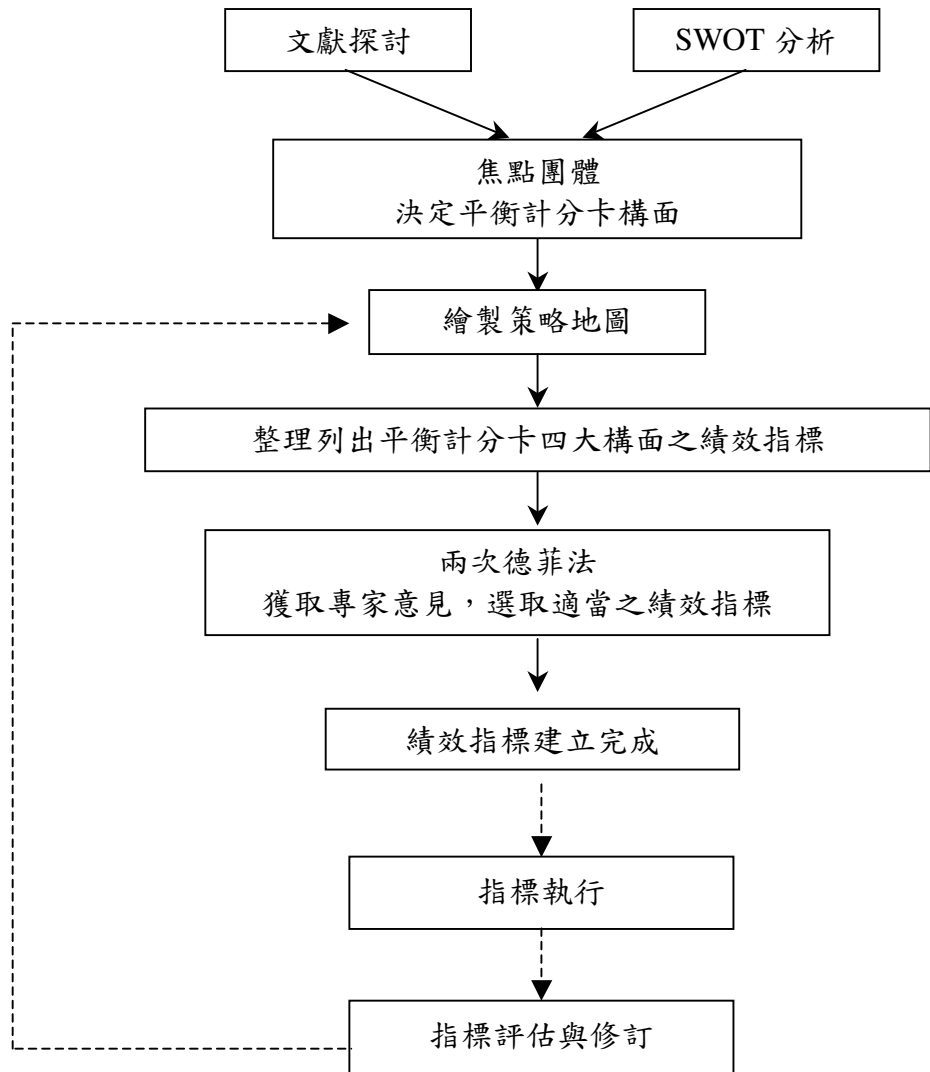 文獻探討
SWOT 分析
焦點團體
決定平衡計分卡構面
繪製策略地圖
整理列出平衡計分卡四大構面之績效指標
兩次德菲法
獲取專家意見，選取適當之績效指標
績效指標建立完成
指標執行
指標評估與修訂